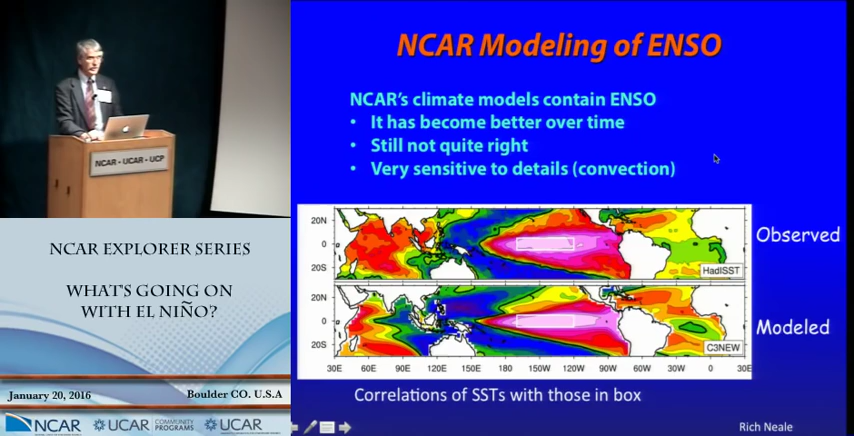 NCAR Modeling of ENSO
NCAR's climate models contain ENSO
• It has become better over time
• Still not quite right
• Very sensitive to details (convection)
NCAR - UCAR - UCP
NCAR EXPLORER SERIES
WHAT'S GOING ON
WITH EL NIÑO?
January 20, 2016
Boulder CO. U.S.A
NCAR
UCAR
COMMUNITY
PROGRAMS
UCAR
20N
0
20S
HadISST
Observed
20N
0
20S
C3NEW
Modeled
30E 60E 90E 120E 150E 180 150W 120W 90W 60W 30W 0 30E
Correlations of SSTs with those in box
Rich Neale